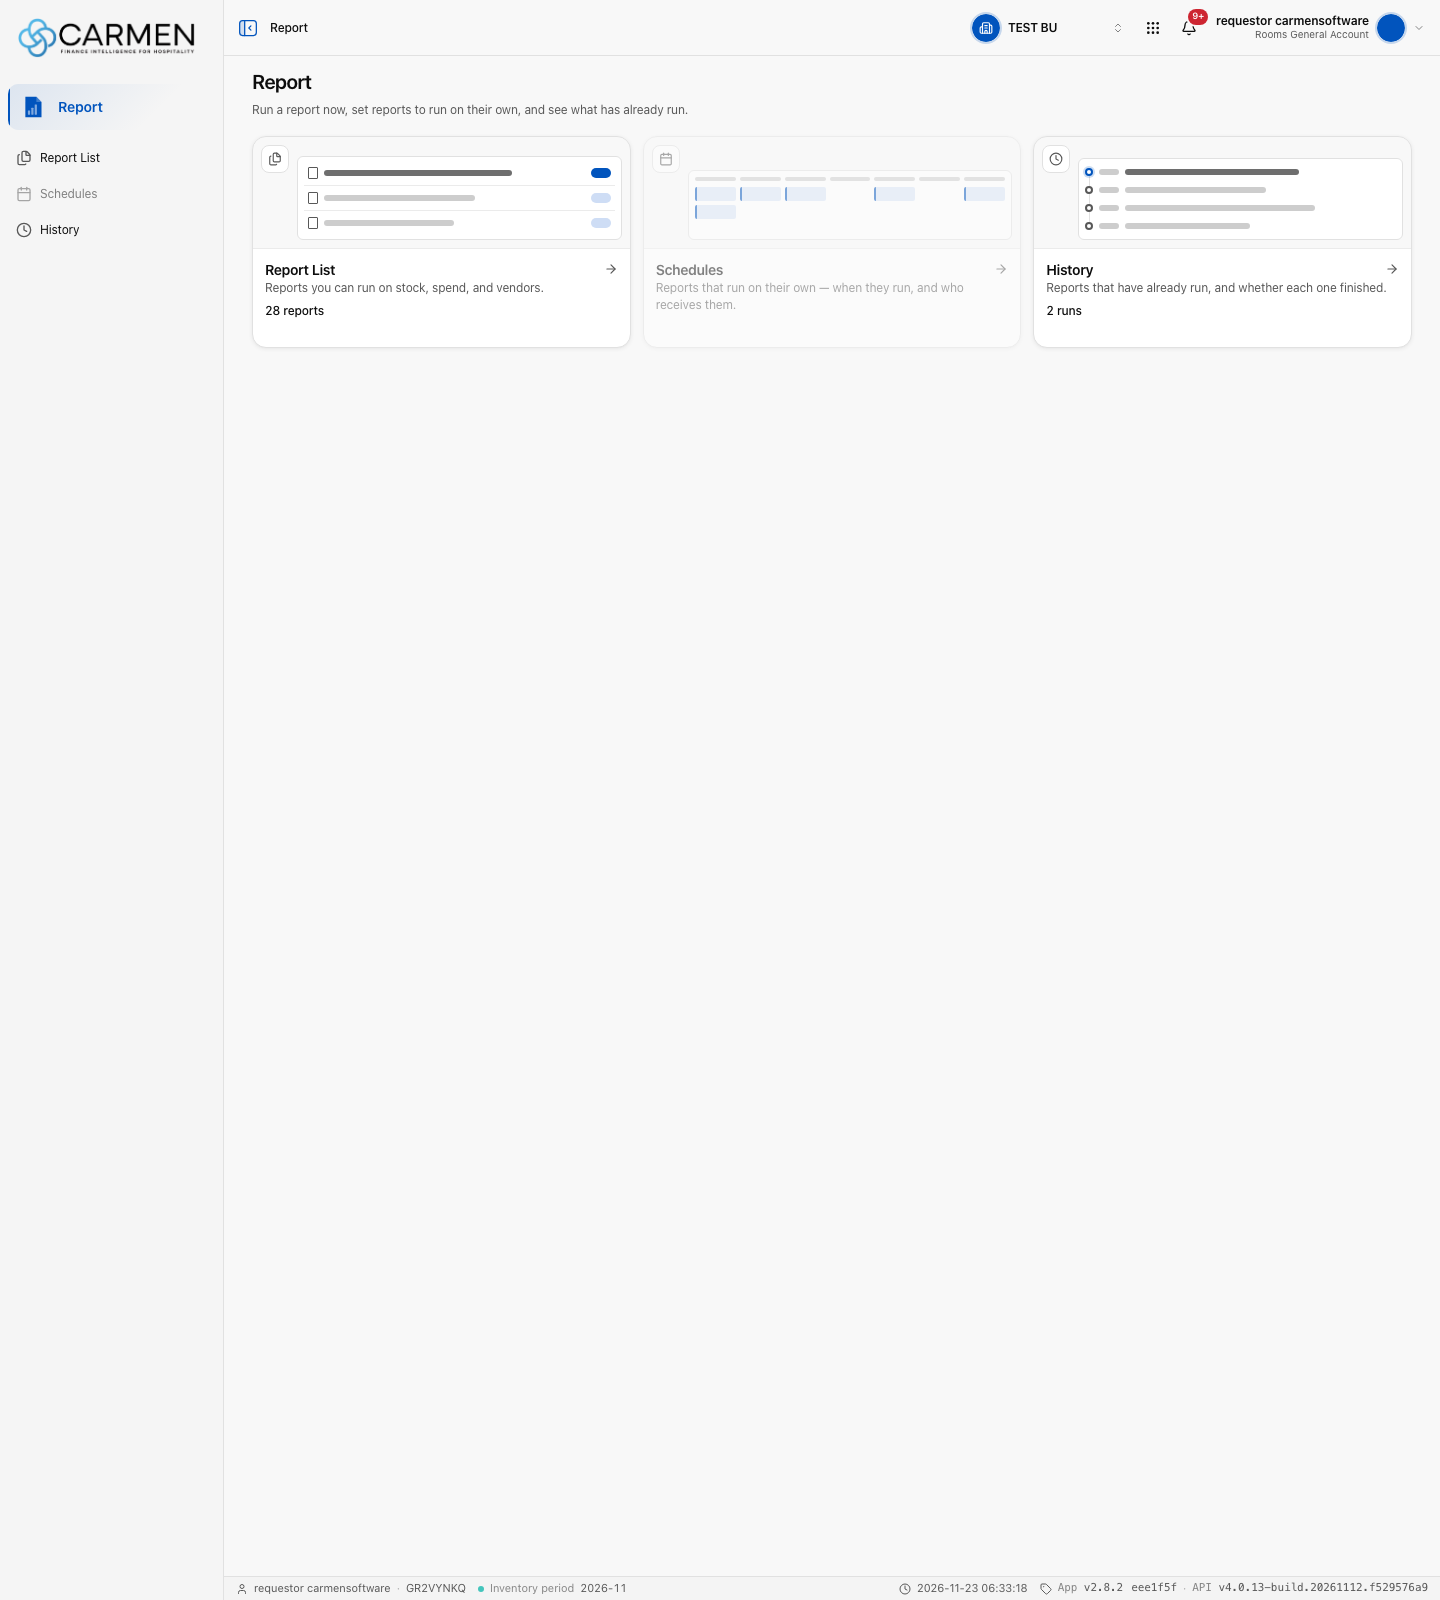 CARMEN
FINANCE INTELLIGENCE FOR HOSPITALITY
Report
Report List
Schedules
History
Report
TEST BU
9+
requestor carmensoftware
Rooms General Account
Report
Run a report now, set reports to run on their own, and see what has already run.
Report List
Reports you can run on stock, spend, and vendors.
28 reports
Schedules
Reports that run on their own — when they run, and who
receives them.
History
Reports that have already run, and whether each one finished.
2 runs
requestor carmensoftware · GR2VYNKQ Inventory period 2026-11
2026-11-23 06:33:18 App v2.8.2 eee1f5f · API v4.0.13-build.20261112.f529576a9